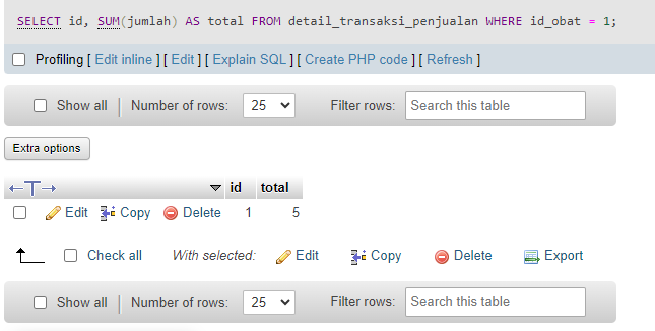 SELECT id, SUM(jumlah) AS total FROM detail_transaksi_penjualan WHERE id_obat = 1;
Profiling [ Edit inline ] [ Edit ] [ Explain SQL ] [ Create PHP code ] [ Refresh ]
Show all Number of rows: 25 Filter rows: Search this table
Extra options
id total
Edit Copy Delete 1 5
Check all With selected: Edit Copy Delete Export
Show all Number of rows: 25 Filter rows: Search this table